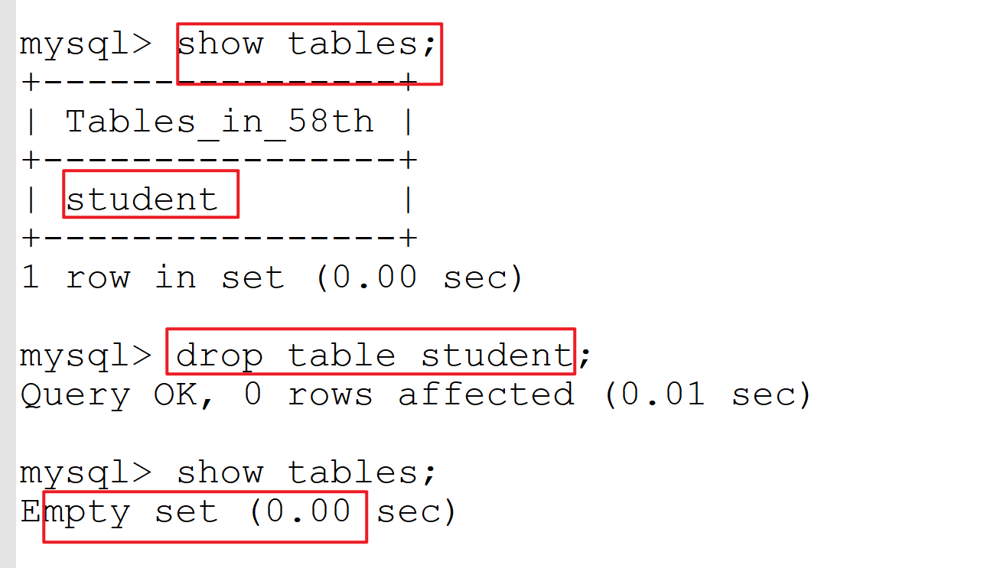 mysql> show tables;
+----------------+
| Tables_in_58th |
+----------------+
| student        |
+----------------+
1 row in set (0.00 sec)
mysql> drop table student;
Query OK, 0 rows affected (0.01 sec)
mysql> show tables;
Empty set (0.00 sec)